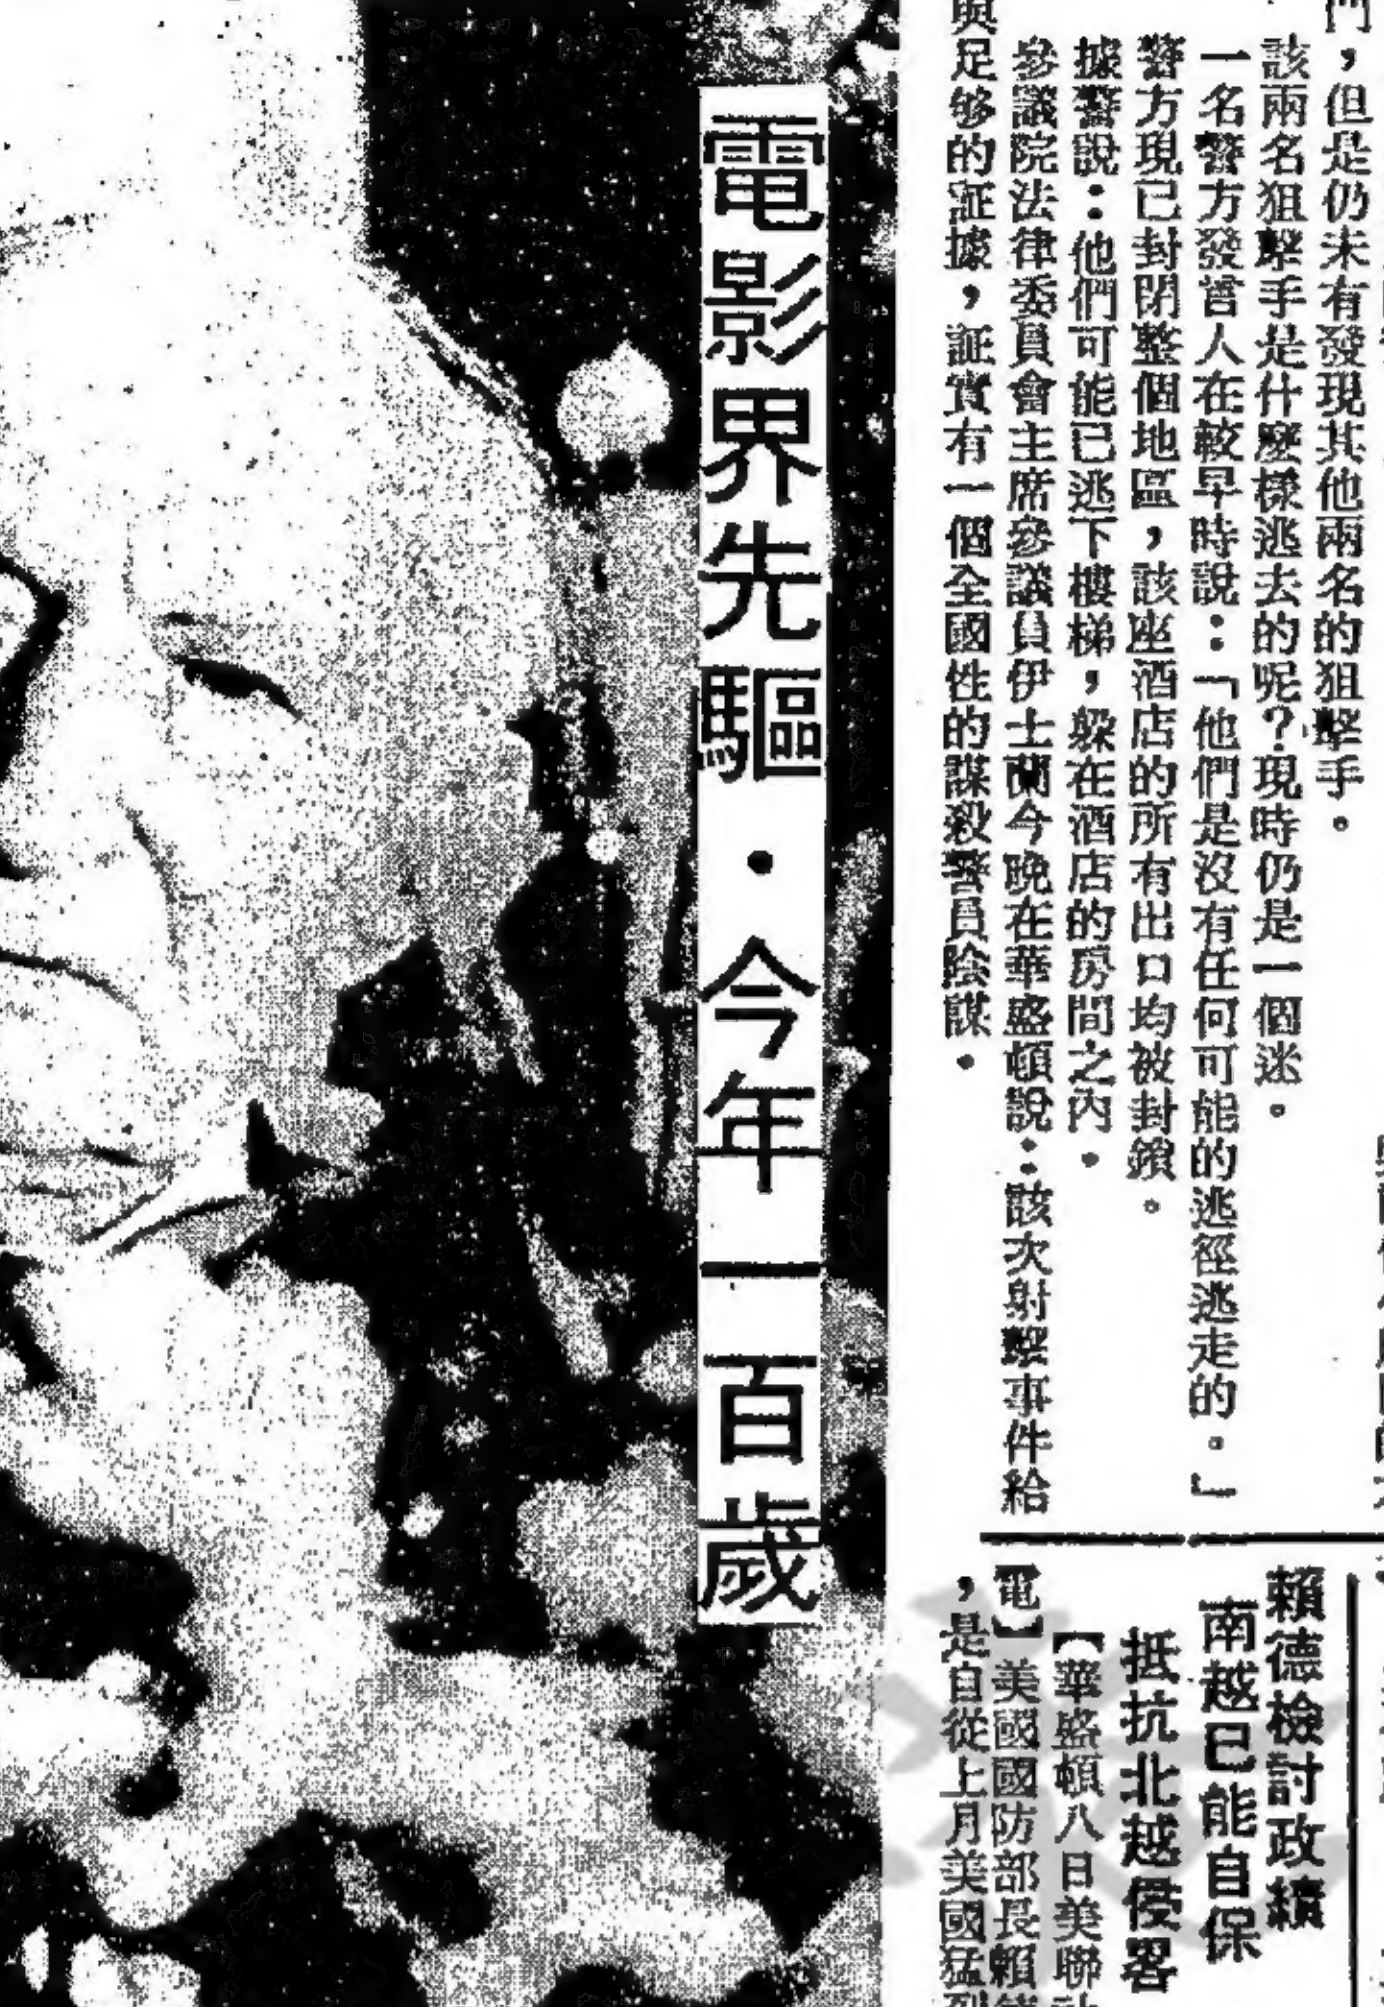 門，但是仍未有發現其他兩名的狙擊手。
該兩名狙擊手是什麼樣逃去的呢？現時仍是一個迷。
一名警方發言人在較早時說：「他們是沒有任何可能的逃徑逃走的。」
警方現已封閉整個地區，該座酒店的所有出口均被封鎖。
據警說：他們可能已逃下樓梯，躲在酒店的房間之內。
參議院法律委員會主席參議員伊士蘭今晚在華盛頓說：該次射擊事件給
與足够的証據，証實有一個全國性的謀殺警員陰謀。
電影界先驅·今年一百歲
賴德檢討政績
南越已能自保
抵抗北越侵畧
【華盛頓八日美聯社
電】美國國防部長賴
，是自從上月美國猛烈